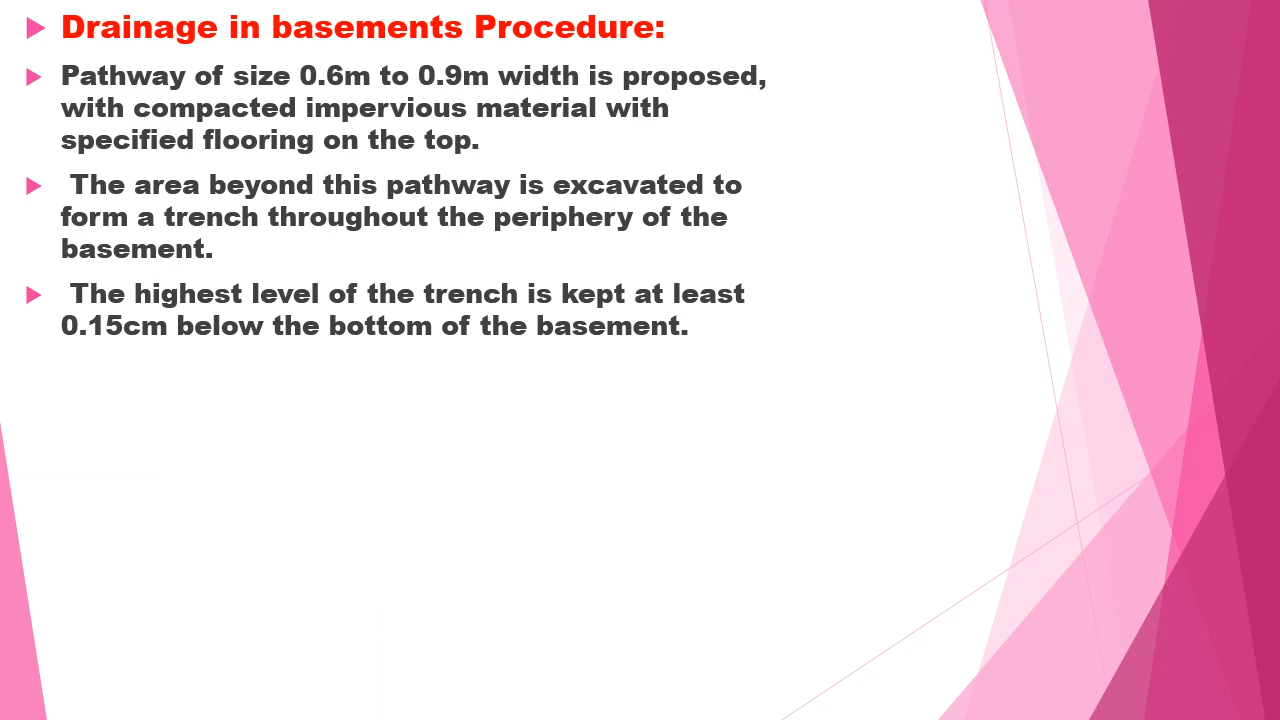 Drainage in basements Procedure:
Pathway of size 0.6m to 0.9m width is proposed,
with compacted impervious material with
specified flooring on the top.
The area beyond this pathway is excavated to
form a trench throughout the periphery of the
basement.
The highest level of the trench is kept at least
0.15cm below the bottom of the basement.